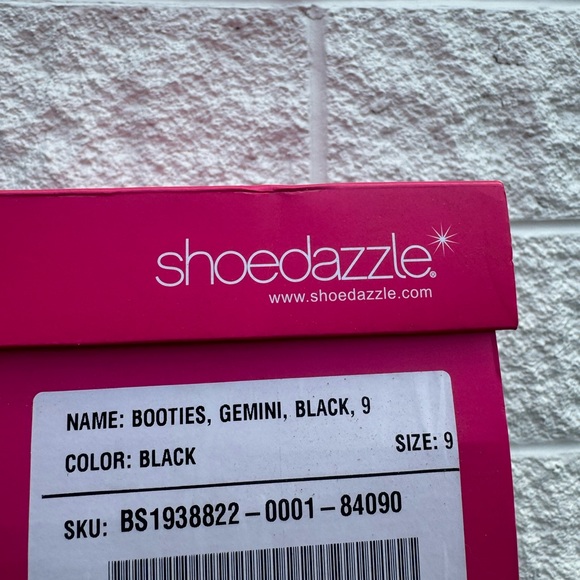 shoedazzle®
www.shoedazzle.com
NAME: BOOTIES, GEMINI, BLACK, 9
COLOR: BLACK SIZE: 9
SKU: BS1938822-0001-84090